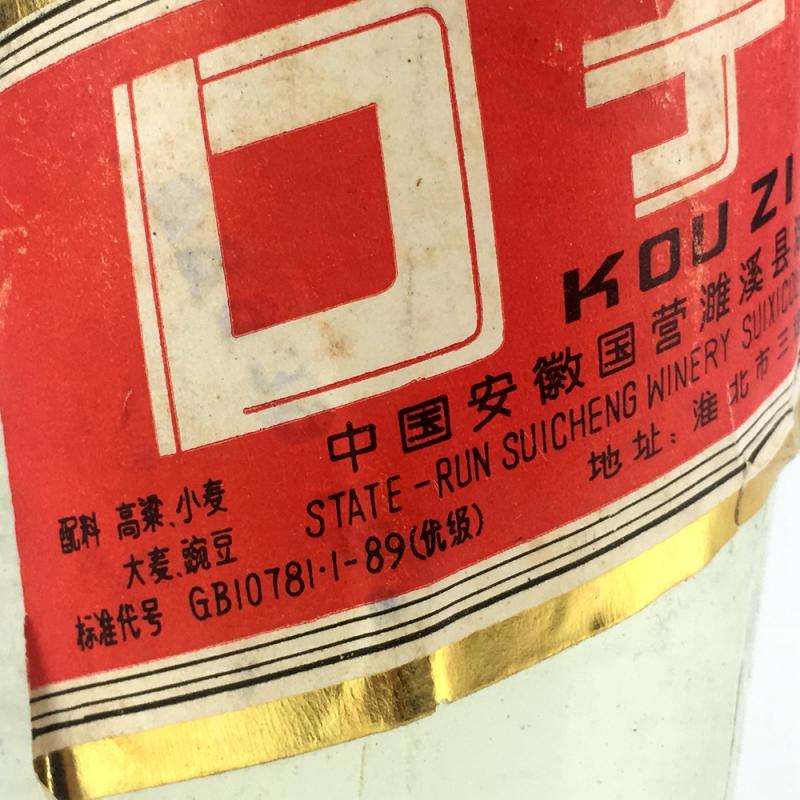 口子
KOU ZI
中国安徽国营濉溪县
STATE-RUN SUICHENG WINERY SUIXICO
地址：淮北市三
配料 高粱、小麦
大麦、豌豆
标准代号 GB10781·1-89(优级)